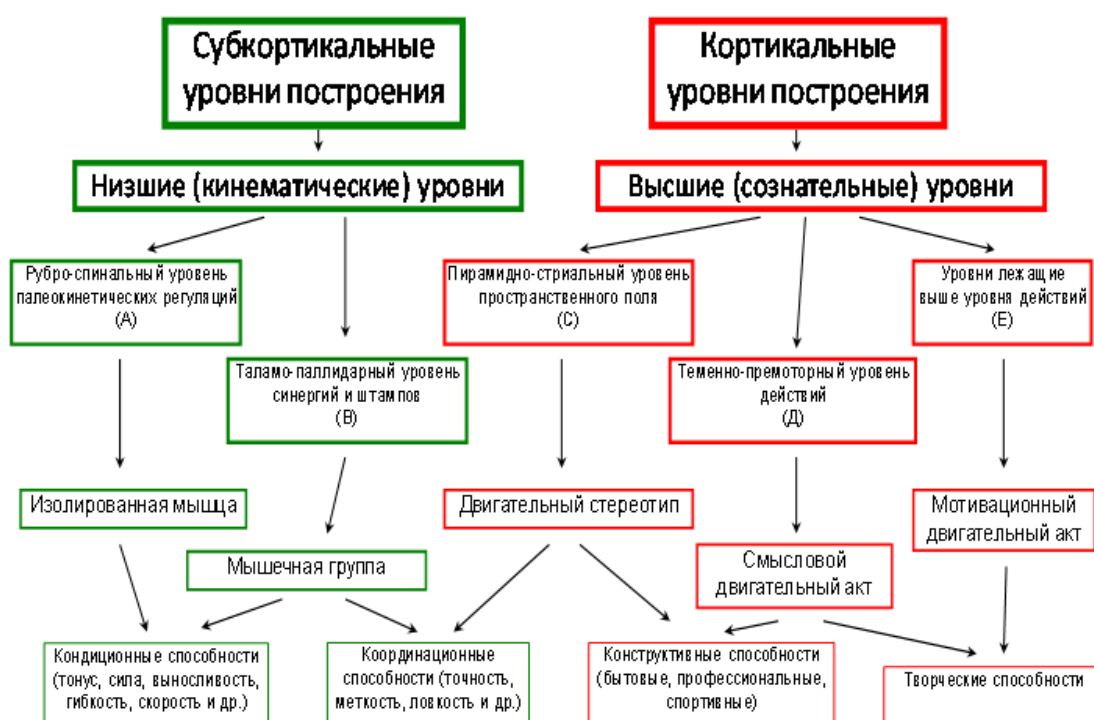 Субкортикальные
уровни построения
Кортикальные
уровни построения
Низшие (кинематические) уровни
Высшие (сознательные) уровни
Рубро-спинальный уровень
палеокинетических регуляций
(А)
Пирамидно-стриальный уровень
пространственного поля
(С)
Уровни лежащие
выше уровня действий
(Е)
Таламо-паллидарный уровень
синергий и штампов
(В)
Теменно-премоторный уровень
действий
(Д)
Изолированная мышца
Двигательный стереотип
Мотивационный
двигательный акт
Мышечная группа
Смысловой
двигательный акт
Кондиционные способности
(тонус, сила, выносливость,
гибкость, скорость и др.)
Координационные
способности (точность,
меткость, ловкость и др.)
Конструктивные способности
(бытовые, профессиональные,
спортивные)
Творческие способности